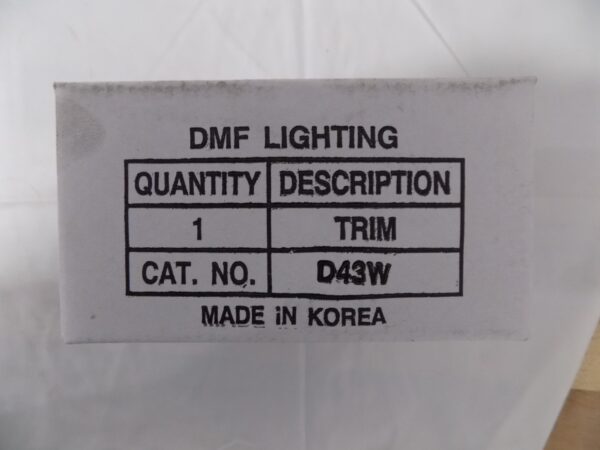 DMF LIGHTING
QUANTITY DESCRIPTION
1 TRIM
CAT. NO. D43W
MADE iN KOREA